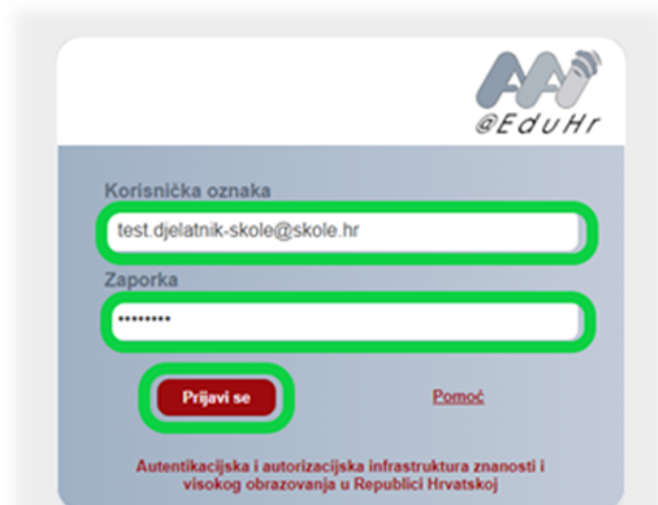 AAI
@EduHr
Korisnička oznaka
test.djelatnik-skole@skole.hr
Zaporka
••••••••
Prijavi se
Pomoć
Autentikacijska i autorizacijska infrastruktura znanosti i
visokog obrazovanja u Republici Hrvatskoj